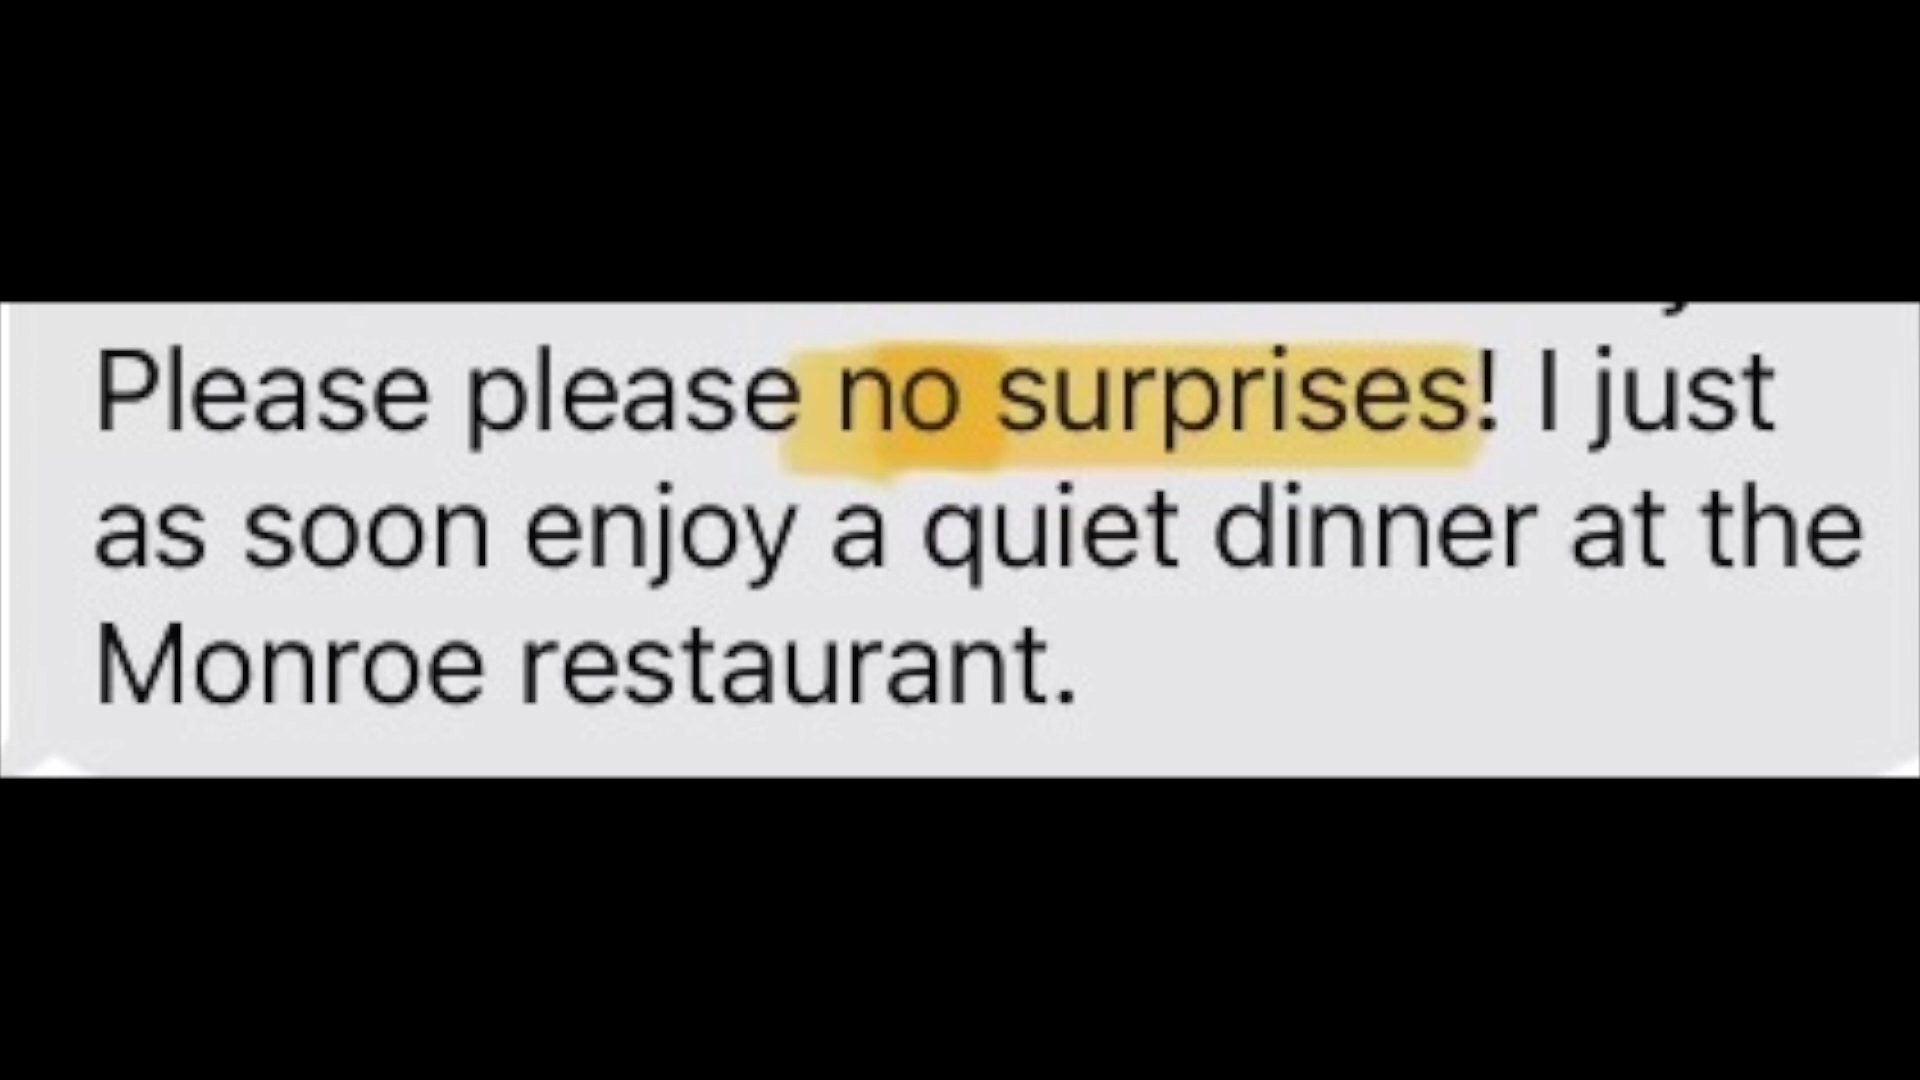 Please please no surprises! I just
as soon enjoy a quiet dinner at the
Monroe restaurant.